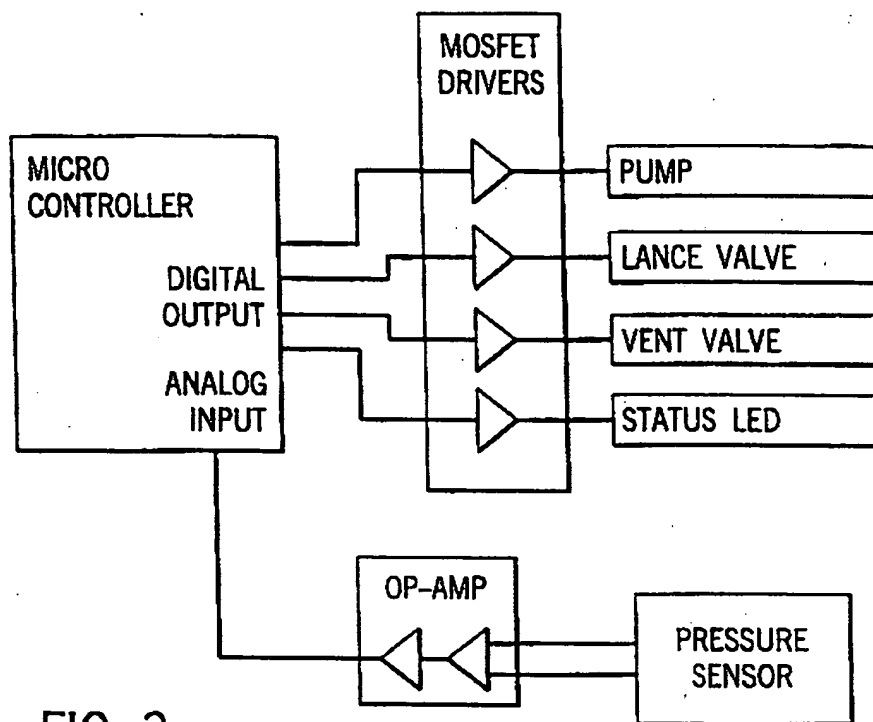 MOSFET
DRIVERS
MICRO
CONTROLLER
PUMP
LANCE VALVE
DIGITAL
OUTPUT
VENT VALVE
ANALOG
INPUT
STATUS LED
OP-AMP
PRESSURE
SENSOR